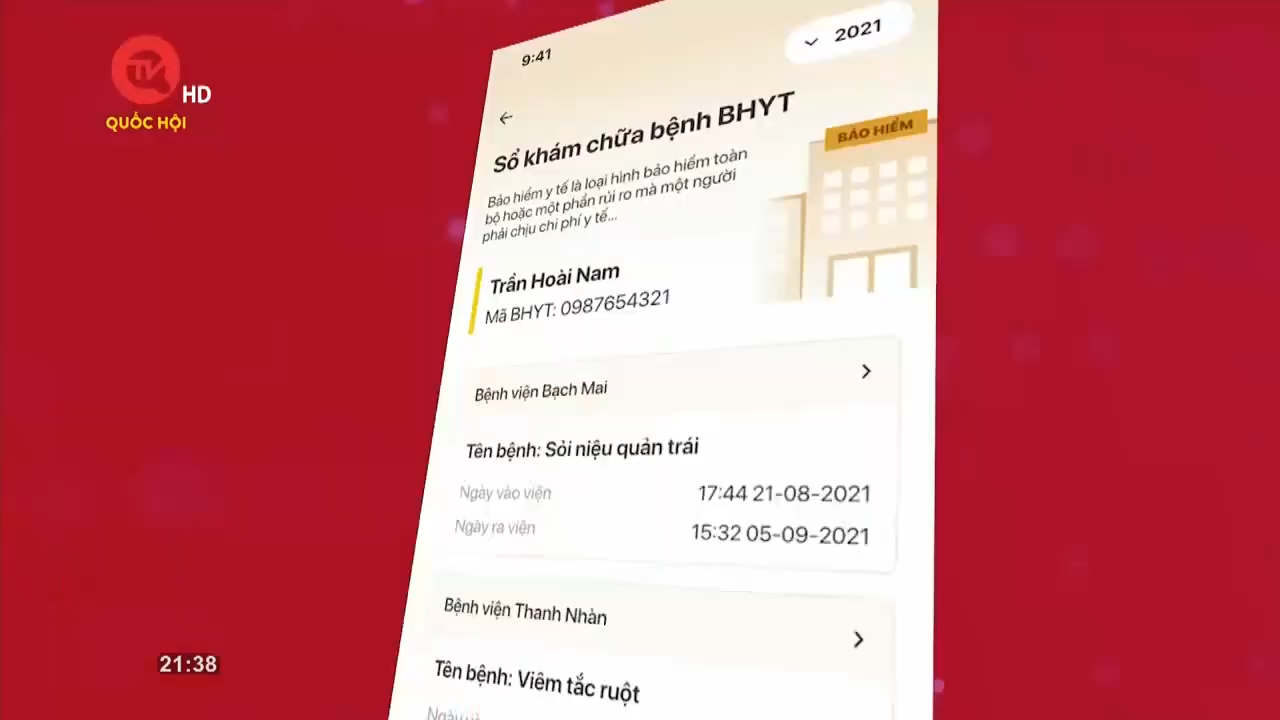 TV
HD
QUỐC HỘI
9:41
2021
Sổ khám chữa bệnh BHYT
BẢO HIỂM
Bảo hiểm y tế là loại hình bảo hiểm toàn
bộ hoặc một phần rủi ro mà một người
phải chịu chi phí y tế...
Trần Hoài Nam
Mã BHYT: 0987654321
Bệnh viện Bạch Mai
Tên bệnh: Sỏi niệu quản trái
Ngày vào viện 17:44 21-08-2021
Ngày ra viện 15:32 05-09-2021
Bệnh viện Thanh Nhàn
Tên bệnh: Viêm tắc ruột
Ngày
21:38